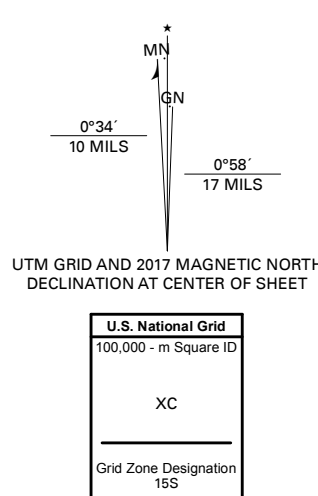 MN
GN
0°34´
10 MILS
0°58´
17 MILS
UTM GRID AND 2017 MAGNETIC NORTH
DECLINATION AT CENTER OF SHEET
U.S. National Grid
100,000 - m Square ID
XC
Grid Zone Designation
15S